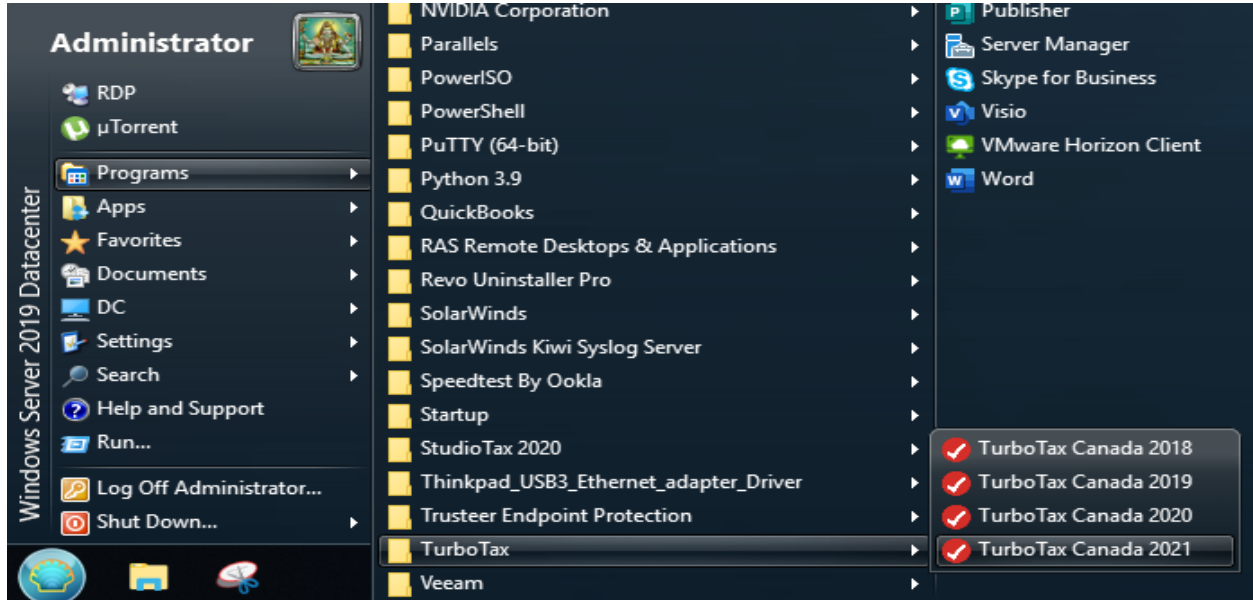 Windows Server 2019 Datacenter
Administrator
RDP
µTorrent
Programs
Apps
Favorites
Documents
DC
Settings
Search
Help and Support
Run...
Log Off Administrator...
Shut Down...
NVIDIA Corporation
Parallels
PowerISO
PowerShell
PuTTY (64-bit)
Python 3.9
QuickBooks
RAS Remote Desktops & Applications
Revo Uninstaller Pro
SolarWinds
SolarWinds Kiwi Syslog Server
Speedtest By Ookla
Startup
StudioTax 2020
Thinkpad_USB3_Ethernet_adapter_Driver
Trusteer Endpoint Protection
TurboTax
Veeam
Publisher
Server Manager
Skype for Business
Visio
VMware Horizon Client
Word
TurboTax Canada 2018
TurboTax Canada 2019
TurboTax Canada 2020
TurboTax Canada 2021